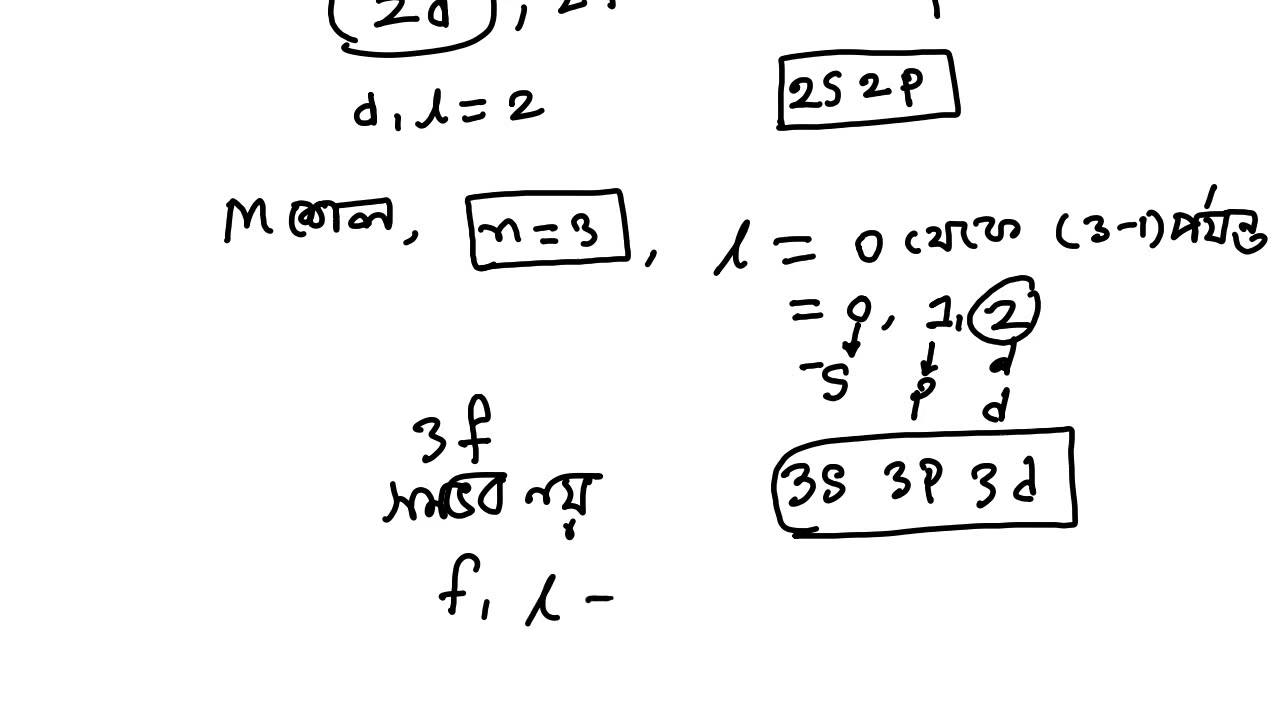 2d ,
d, l = 2
2S 2P
M শেল, n = 3, l = 0 থেকে (3-1) পর্যন্ত
= 0, 1, 2
S P d
d
3f
সম্ভব নয়
3S 3P 3d
f, l -